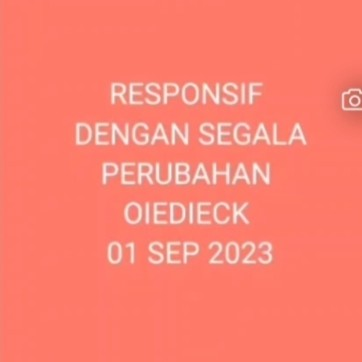 RESPONSIF
DENGAN SEGALA
PERUBAHAN
OIEDIECK
01 SEP 2023